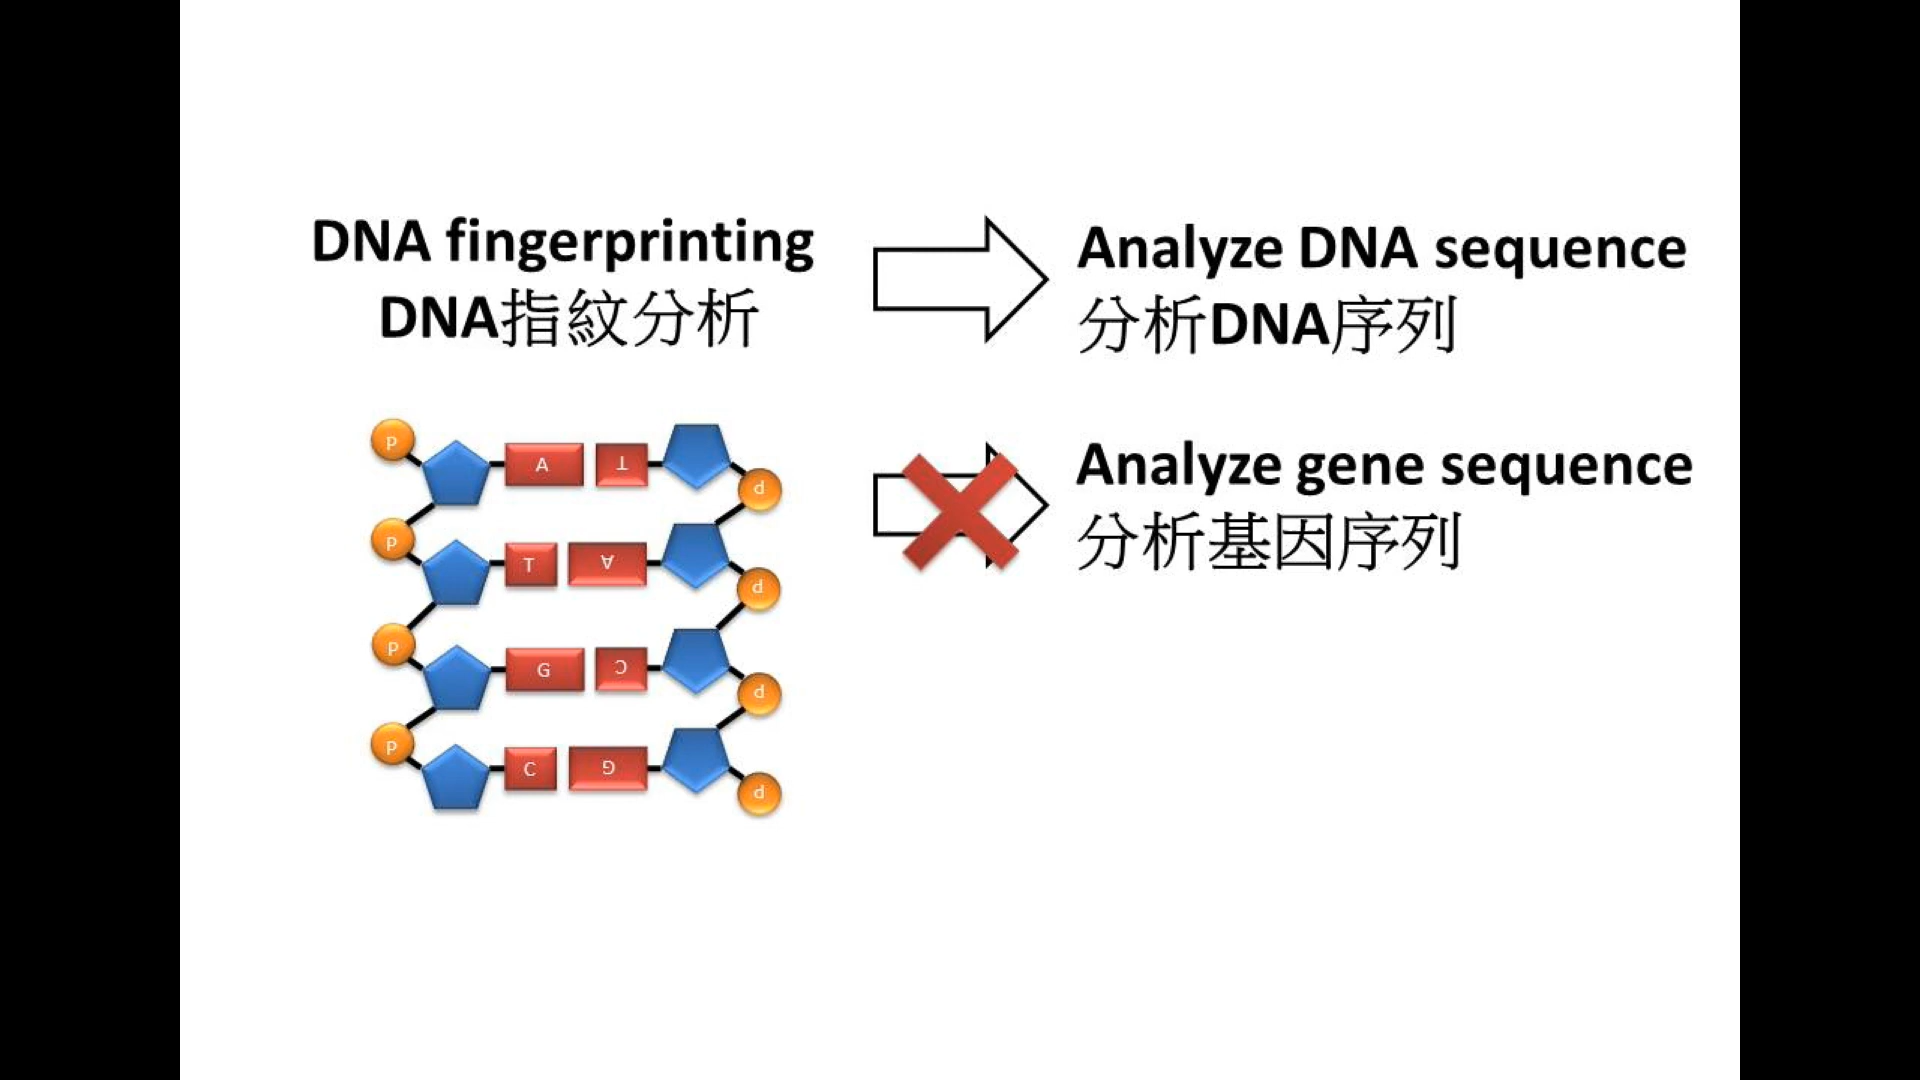 DNA fingerprinting
DNA指紋分析
Analyze DNA sequence
分析DNA序列
Analyze gene sequence
分析基因序列
P
A T
P
P
T A
P
P
G C
P
P
C G
P